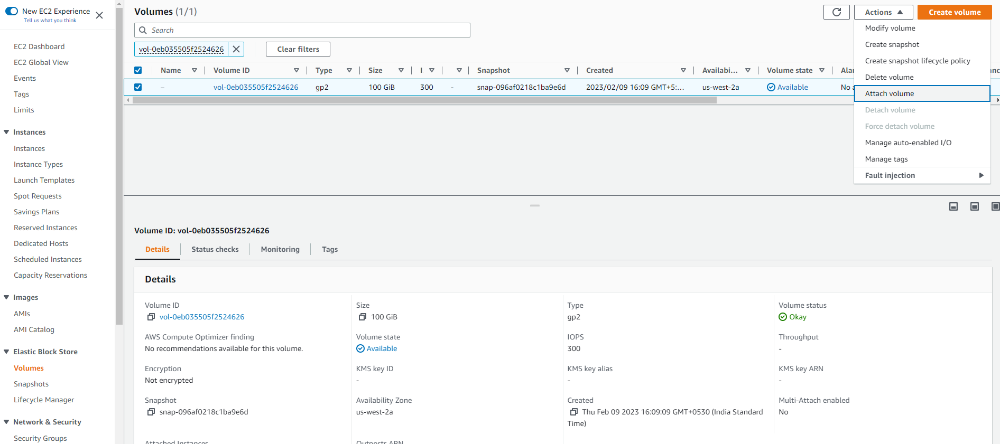 New EC2 Experience
Tell us what you think
EC2 Dashboard
EC2 Global View
Events
Tags
Limits
Instances
Instances
Instance Types
Launch Templates
Spot Requests
Savings Plans
Reserved Instances
Dedicated Hosts
Scheduled Instances
Capacity Reservations
Images
AMIs
AMI Catalog
Elastic Block Store
Volumes
Snapshots
Lifecycle Manager
Network & Security
Security Groups
Volumes (1/1)
Actions
Create volume
Search
vol-0eb035505f2524626
Clear filters
Name Volume ID Type Size I. Snapshot Created Availabi... Volume state
– vol-0eb035505f2524626 gp2 100 GiB 300 - snap-096af0218c1ba9e6d 2023/02/09 16:09 GMT+5:... us-west-2a Available No
Modify volume
Create snapshot
Create snapshot lifecycle policy
Delete volume
Attach volume
Detach volume
Force detach volume
Manage auto-enabled I/O
Manage tags
Fault injection
Volume ID: vol-0eb035505f2524626
Details Status checks Monitoring Tags
Details
Volume ID
vol-0eb035505f2524626
Size
100 GiB
Type
gp2
Volume status
Okay
AWS Compute Optimizer finding
No recommendations available for this volume.
Volume state
Available
IOPS
300
Throughput
-
Encryption
Not encrypted
KMS key ID
-
KMS key alias
-
KMS key ARN
-
Snapshot
snap-096af0218c1ba9e6d
Availability Zone
us-west-2a
Created
Thu Feb 09 2023 16:09:09 GMT+0530 (India Standard
Time)
Multi-Attach enabled
No
Attached Instances
Outposts ARN